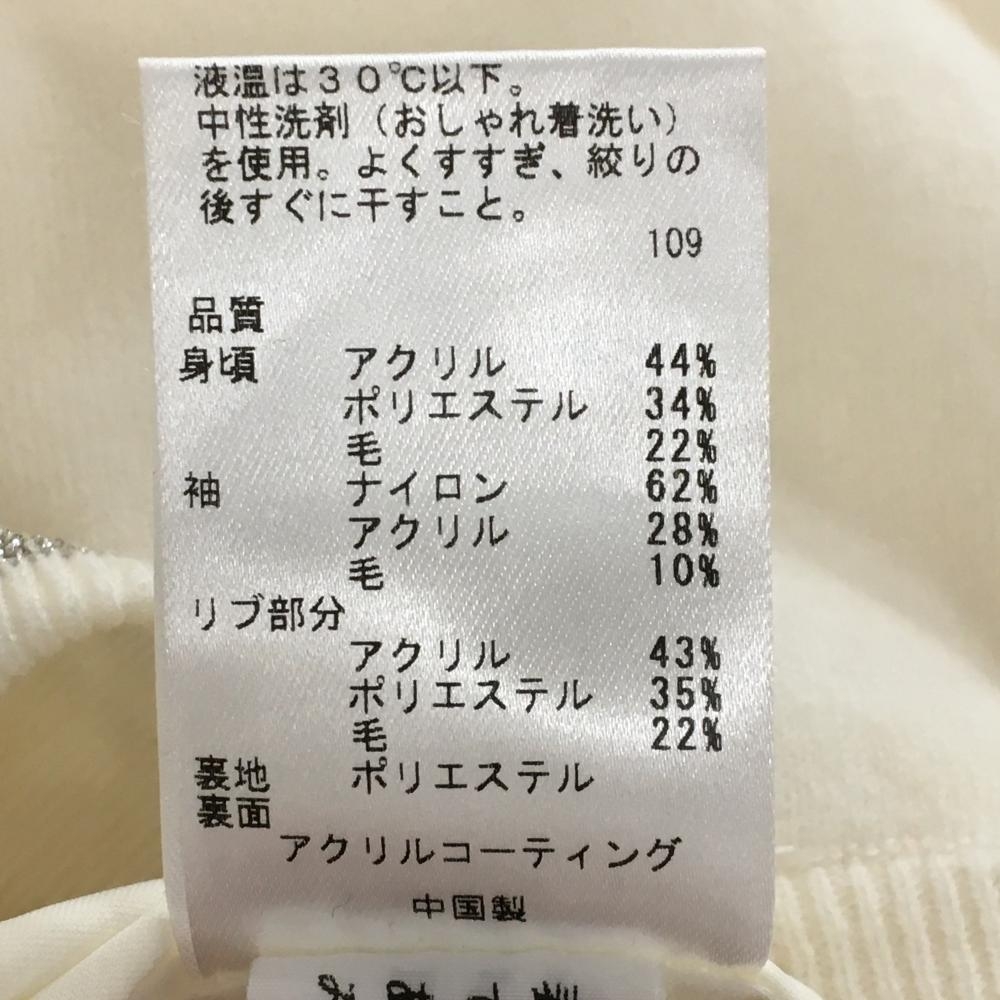 液温は３０℃以下。
中性洗剤（おしゃれ着洗い）
を使用。よくすすぎ、絞りの
後すぐに干すこと。
109
品質
身頃 アクリル 44%
ポリエステル 34%
毛 22%
袖 ナイロン 62%
アクリル 28%
毛 10%
リブ部分
アクリル 43%
ポリエステル 35%
毛 22%
裏地 ポリエステル
裏面
アクリルコーティング
中国製